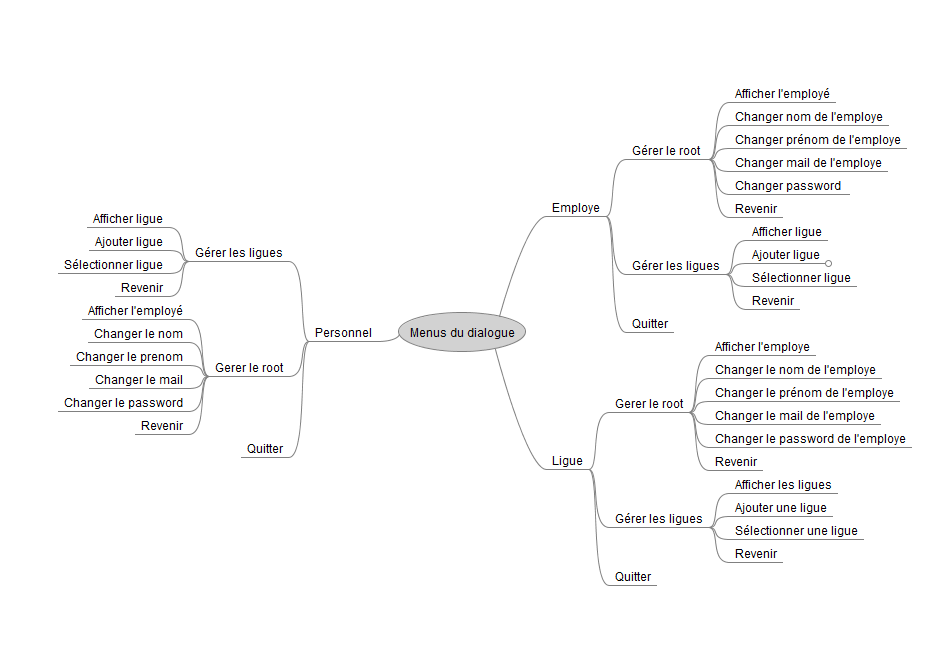 Menus du dialogue
Employe
Gérer le root
Afficher l'employé
Changer nom de l'employe
Changer prénom de l'employe
Changer mail de l'employe
Changer password
Revenir
Gérer les ligues
Afficher ligue
Ajouter ligue
Sélectionner ligue
Revenir
Quitter
Ligue
Gerer le root
Afficher l'employe
Changer le nom de l'employe
Changer le prénom de l'employe
Changer le mail de l'employe
Changer le password de l'employe
Revenir
Gérer les ligues
Afficher les ligues
Ajouter une ligue
Sélectionner une ligue
Revenir
Quitter
Personnel
Gérer les ligues
Afficher ligue
Ajouter ligue
Sélectionner ligue
Revenir
Gerer le root
Afficher l'employé
Changer le nom
Changer le prenom
Changer le mail
Changer le password
Revenir
Quitter